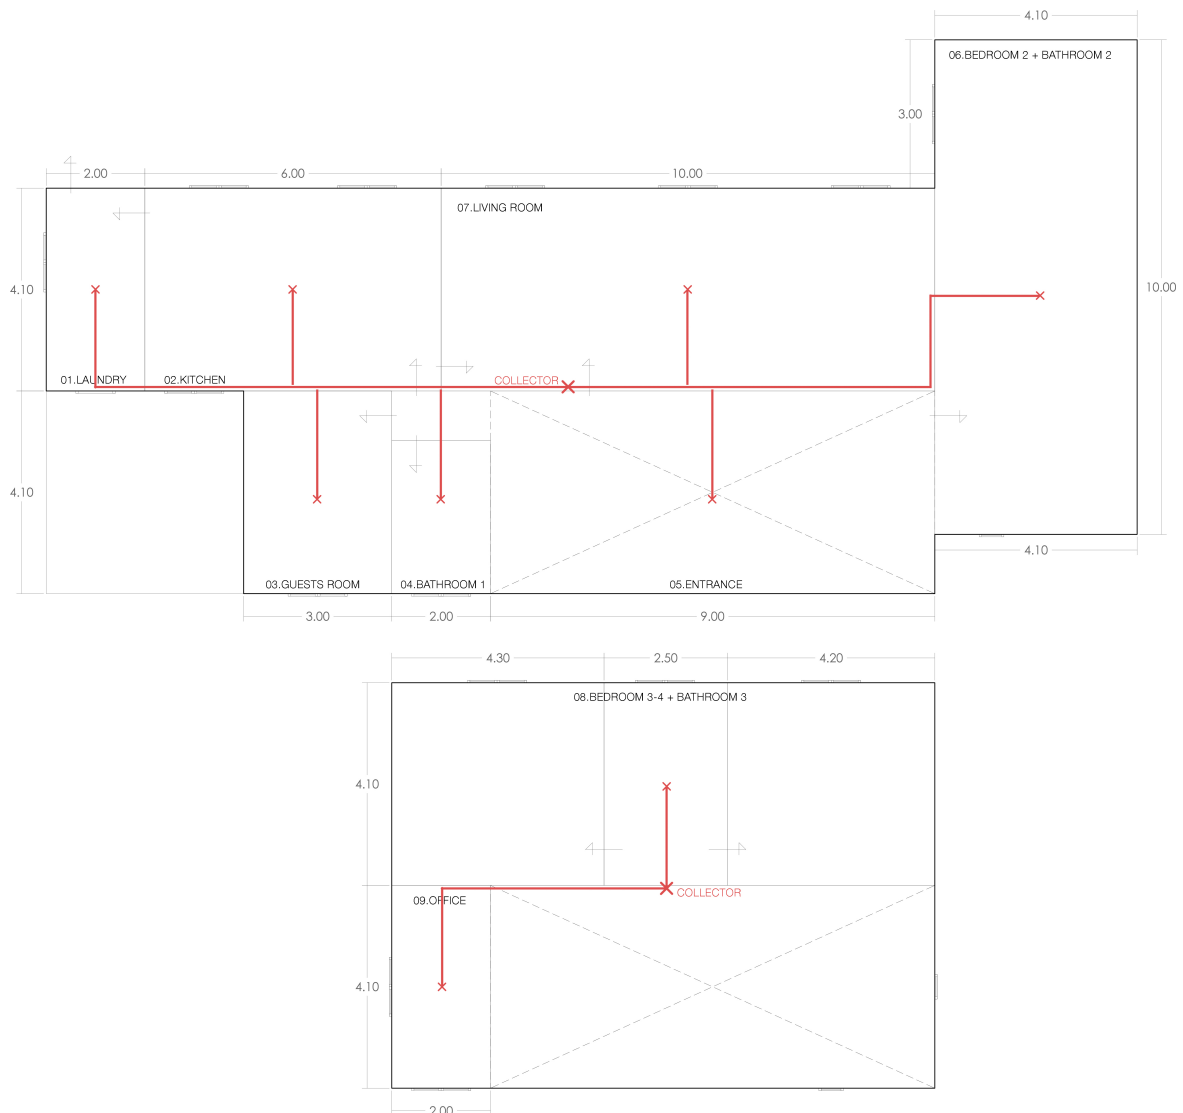 4.10
06.BEDROOM 2 + BATHROOM 2
3.00
2.00
6.00
10.00
07.LIVING ROOM
4.10
10.00
01.LAUNDRY
02.KITCHEN
COLLECTOR
4.10
4.10
03.GUESTS ROOM
04.BATHROOM 1
05.ENTRANCE
3.00
2.00
9.00
4.30
2.50
4.20
08.BEDROOM 3-4 + BATHROOM 3
4.10
COLLECTOR
09.OFFICE
4.10
2.00